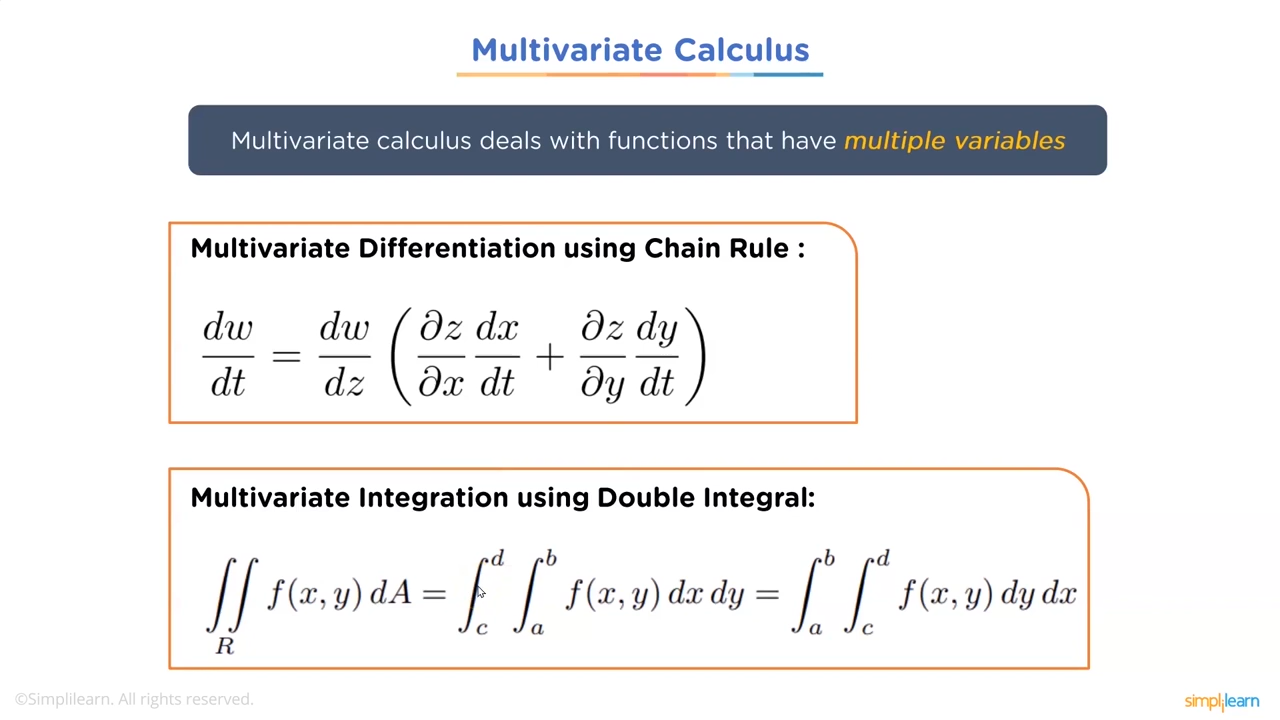 Multivariate Calculus
Multivariate calculus deals with functions that have multiple variables
Multivariate Differentiation using Chain Rule :
dw/dt = dw/dz (∂z/∂x dx/dt + ∂z/∂y dy/dt)
Multivariate Integration using Double Integral:
∬_R f(x, y) dA = ∫_c^d ∫_a^b f(x, y) dx dy = ∫_a^b ∫_c^d f(x, y) dy dx
©Simplilearn. All rights reserved.
simplilearn